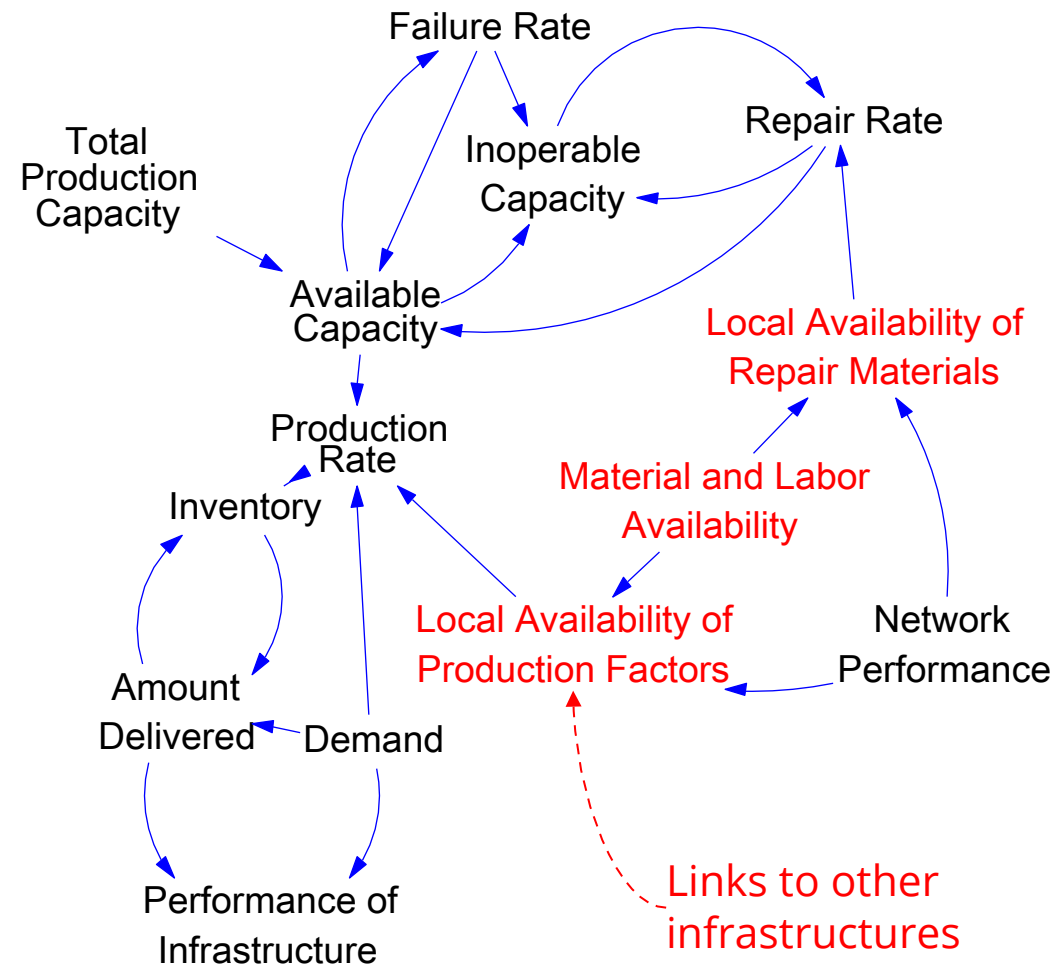 Failure Rate
Total
Production
Capacity
Inoperable
Capacity
Repair Rate
Available
Capacity
Local Availability of
Repair Materials
Production
Rate
Material and Labor
Availability
Inventory
Local Availability of
Production Factors
Network
Performance
Amount
Delivered
Demand
Performance of
Infrastructure
Links to other
infrastructures